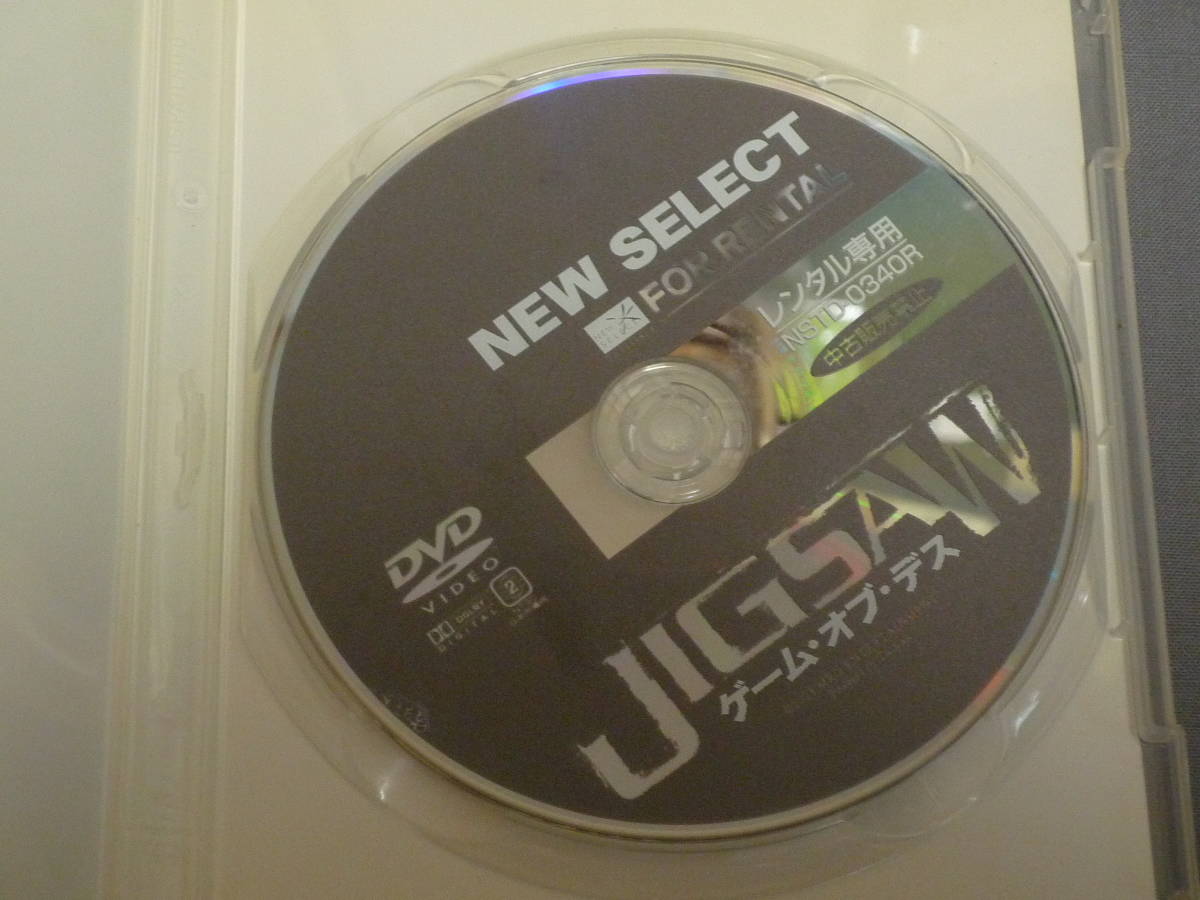 NEW SELECT
FOR RENTAL
レンタル専用
NSTD-0340R
中古販売禁止
JIGSAW
ゲーム・オブ・デス
DVD
VIDEO
2
DIGITAL